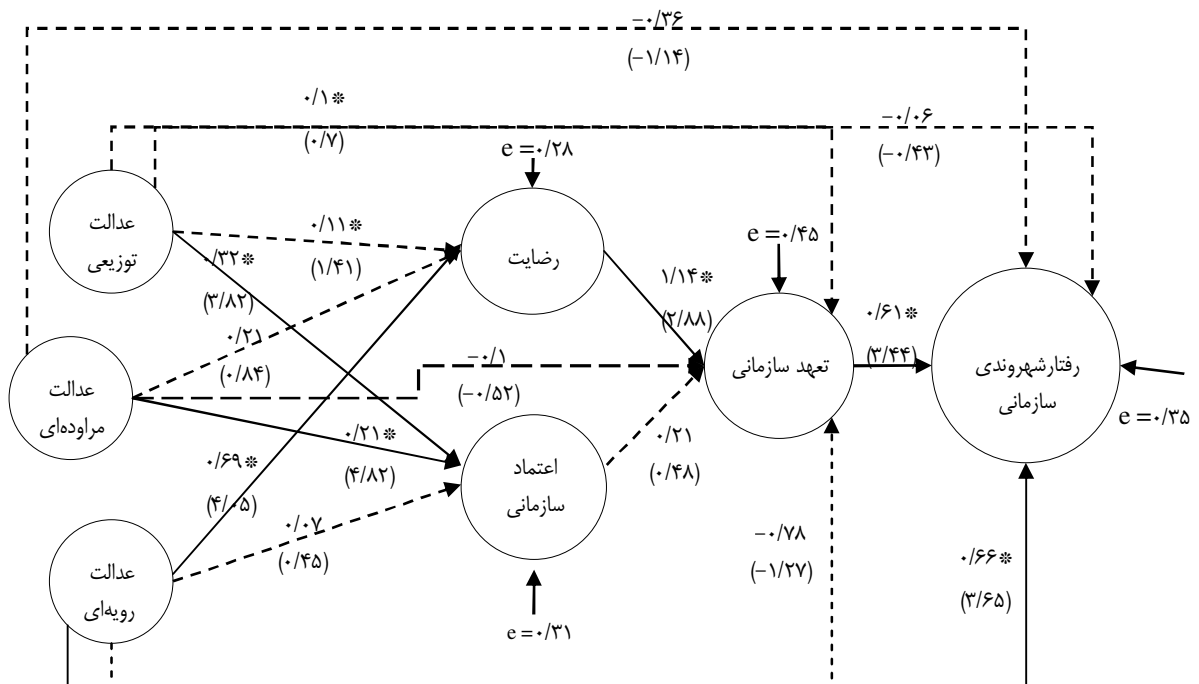 -۰/۳۶
(-۱/۱۴)
۰/۱*
(۰/۷)
-۰/۰۶
(-۰/۴۳)
e =۰/۲۸
عدالت
توزیعی
۰/۱۱*
(۱/۴۱)
رضایت
e =۰/۴۵
۰/۳۲*
(۳/۸۲)
۱/۱۴*
(۲/۸۸)
۰/۲۱
(۰/۸۴)
۰/۶۱*
(۳/۴۴)
-۰/۱
(-۰/۵۲)
تعهد سازمانی
رفتارشهروندی
سازمانی
عدالت
مراوده‌ای
e =۰/۳۵
۰/۲۱*
(۴/۸۲)
۰/۲۱
(۰/۴۸)
۰/۶۹*
(۴/۰۵)
اعتماد
سازمانی
۰/۰۷
(۰/۴۵)
-۰/۷۸
(-۱/۲۷)
۰/۶۶*
(۳/۶۵)
عدالت
رویه‌ای
e =۰/۳۱